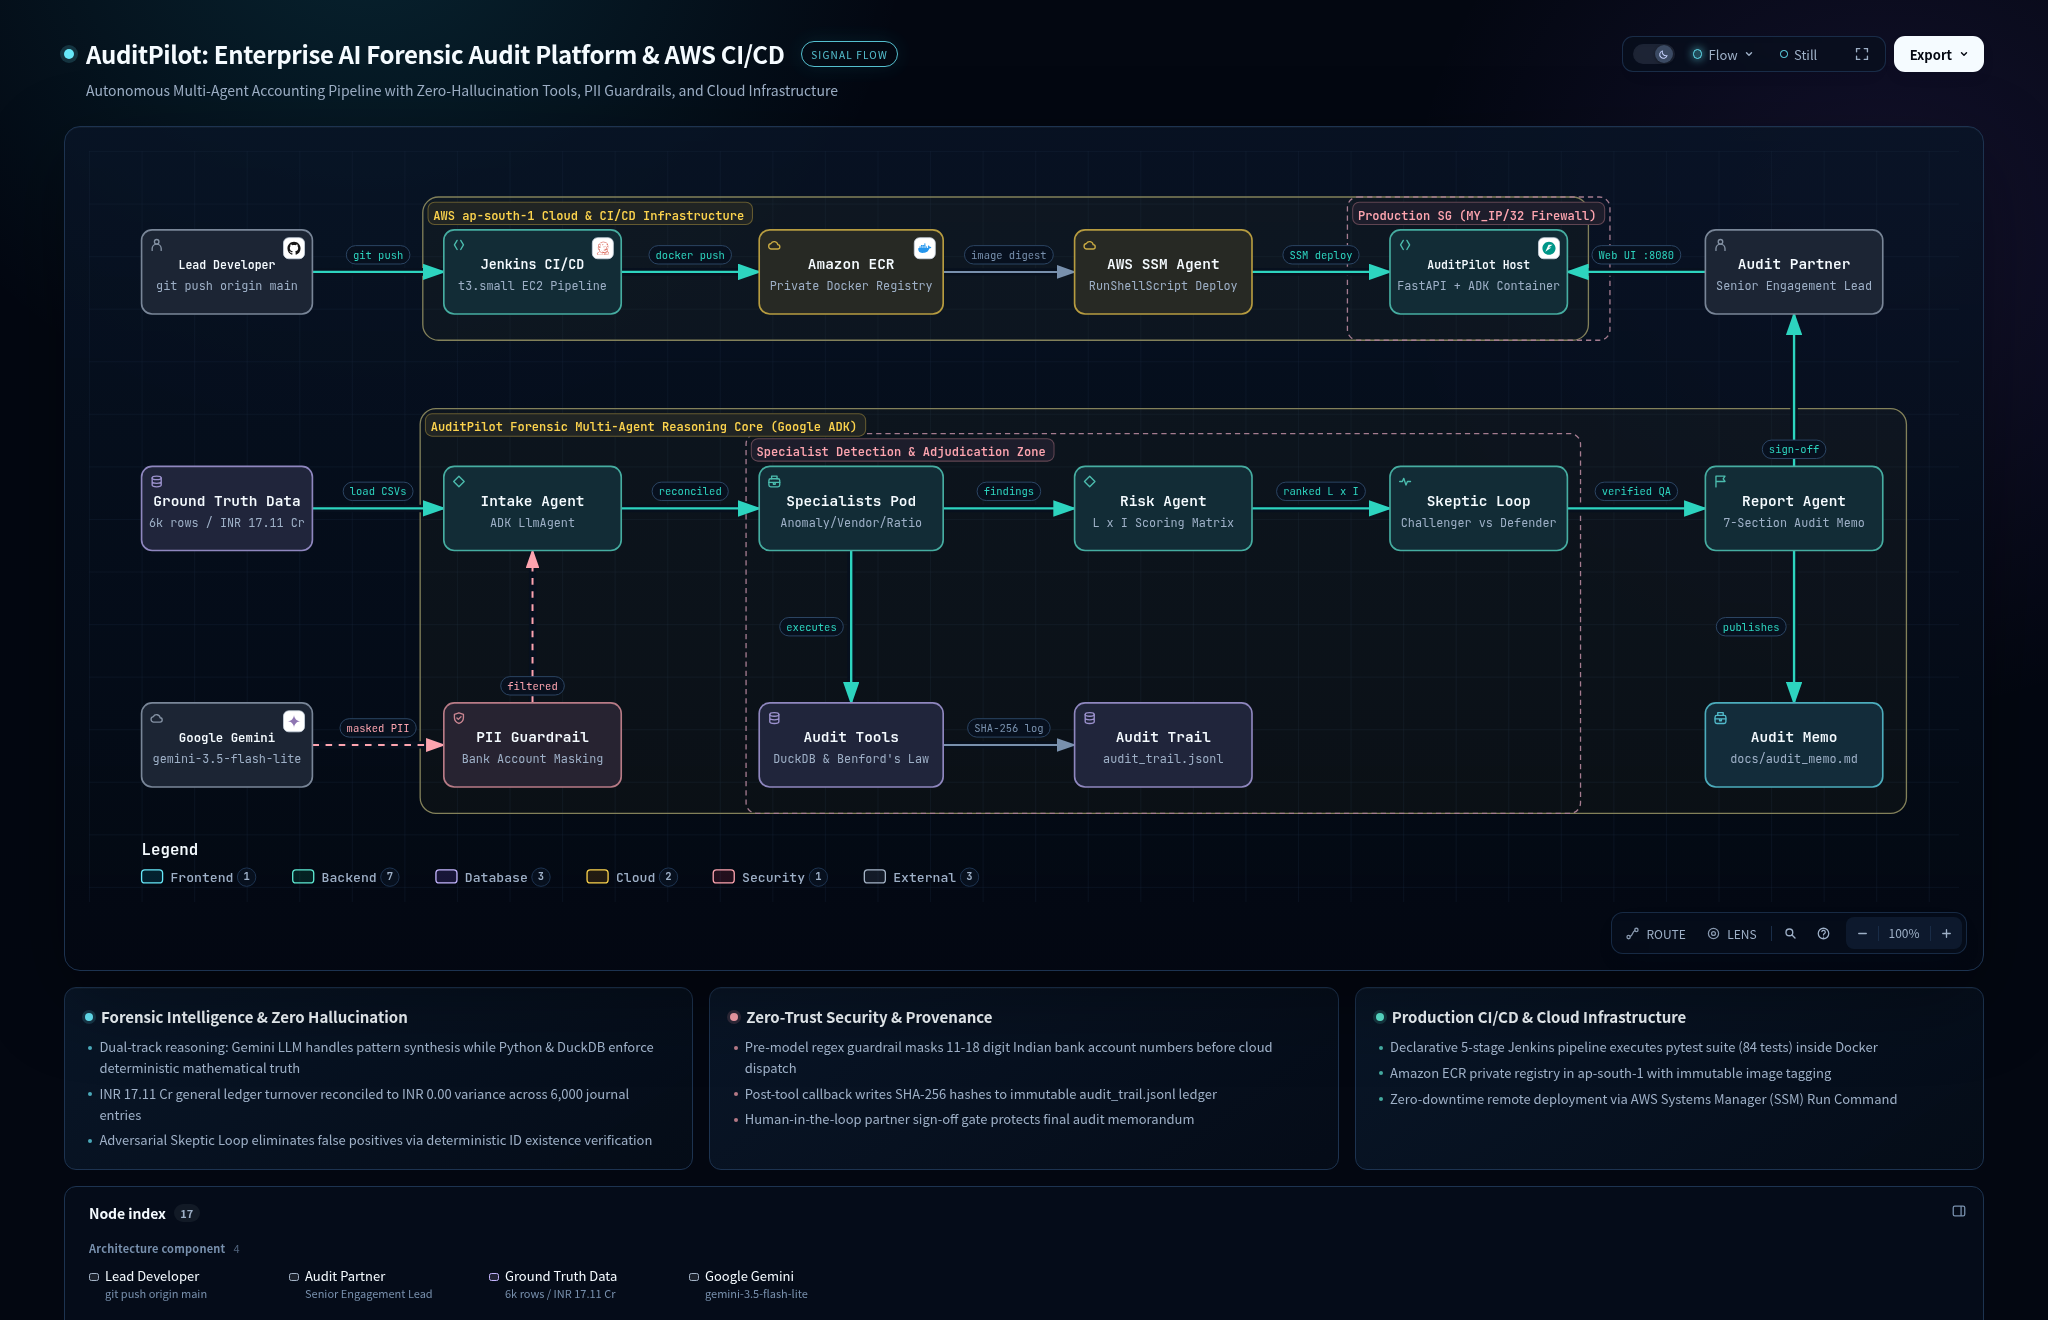 AuditPilot: Enterprise AI Forensic Audit Platform & AWS CI/CD
SIGNAL FLOW
Autonomous Multi-Agent Accounting Pipeline with Zero-Hallucination Tools, PII Guardrails, and Cloud Infrastructure
Flow
Still
Export
AWS ap-south-1 Cloud & CI/CD Infrastructure
Production SG (MY_IP/32 Firewall)
Lead Developer
git push origin main
git push
Jenkins CI/CD
t3.small EC2 Pipeline
docker push
Amazon ECR
Private Docker Registry
image digest
AWS SSM Agent
RunShellScript Deploy
SSM deploy
AuditPilot Host
FastAPI + ADK Container
Web UI :8080
Audit Partner
Senior Engagement Lead
AuditPilot Forensic Multi-Agent Reasoning Core (Google ADK)
Specialist Detection & Adjudication Zone
sign-off
Ground Truth Data
6k rows / INR 17.11 Cr
load CSVs
Intake Agent
ADK LlmAgent
reconciled
Specialists Pod
Anomaly/Vendor/Ratio
findings
Risk Agent
L x I Scoring Matrix
ranked L x I
Skeptic Loop
Challenger vs Defender
verified QA
Report Agent
7-Section Audit Memo
executes
publishes
filtered
Google Gemini
gemini-3.5-flash-lite
masked PII
PII Guardrail
Bank Account Masking
Audit Tools
DuckDB & Benford's Law
SHA-256 log
Audit Trail
audit_trail.jsonl
Audit Memo
docs/audit_memo.md
Legend
Frontend 1
Backend 7
Database 3
Cloud 2
Security 1
External 3
ROUTE
LENS
100%
Forensic Intelligence & Zero Hallucination
• Dual-track reasoning: Gemini LLM handles pattern synthesis while Python & DuckDB enforce
deterministic mathematical truth
• INR 17.11 Cr general ledger turnover reconciled to INR 0.00 variance across 6,000 journal
entries
• Adversarial Skeptic Loop eliminates false positives via deterministic ID existence verification
Zero-Trust Security & Provenance
• Pre-model regex guardrail masks 11-18 digit Indian bank account numbers before cloud
dispatch
• Post-tool callback writes SHA-256 hashes to immutable audit_trail.jsonl ledger
• Human-in-the-loop partner sign-off gate protects final audit memorandum
Production CI/CD & Cloud Infrastructure
• Declarative 5-stage Jenkins pipeline executes pytest suite (84 tests) inside Docker
• Amazon ECR private registry in ap-south-1 with immutable image tagging
• Zero-downtime remote deployment via AWS Systems Manager (SSM) Run Command
Node index 17
Architecture component 4
Lead Developer
git push origin main
Audit Partner
Senior Engagement Lead
Ground Truth Data
6k rows / INR 17.11 Cr
Google Gemini
gemini-3.5-flash-lite